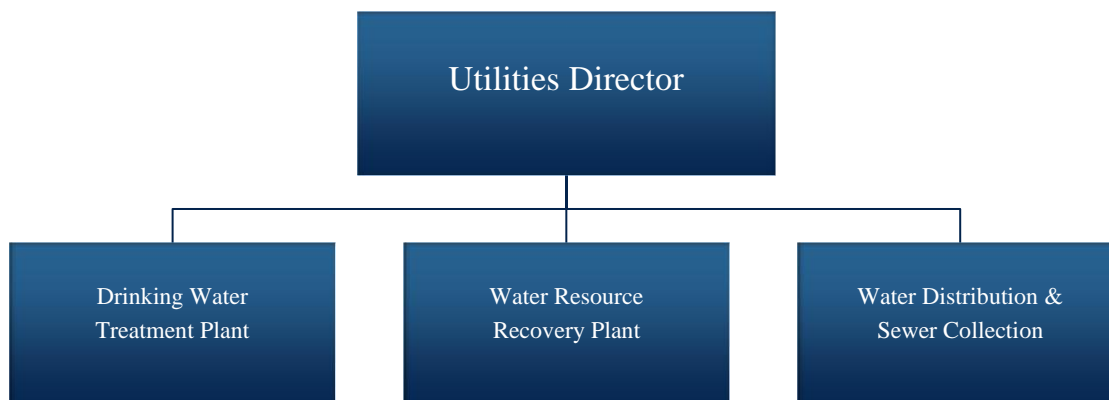 Utilities Director
Drinking Water
Treatment Plant
Water Resource
Recovery Plant
Water Distribution &
Sewer Collection